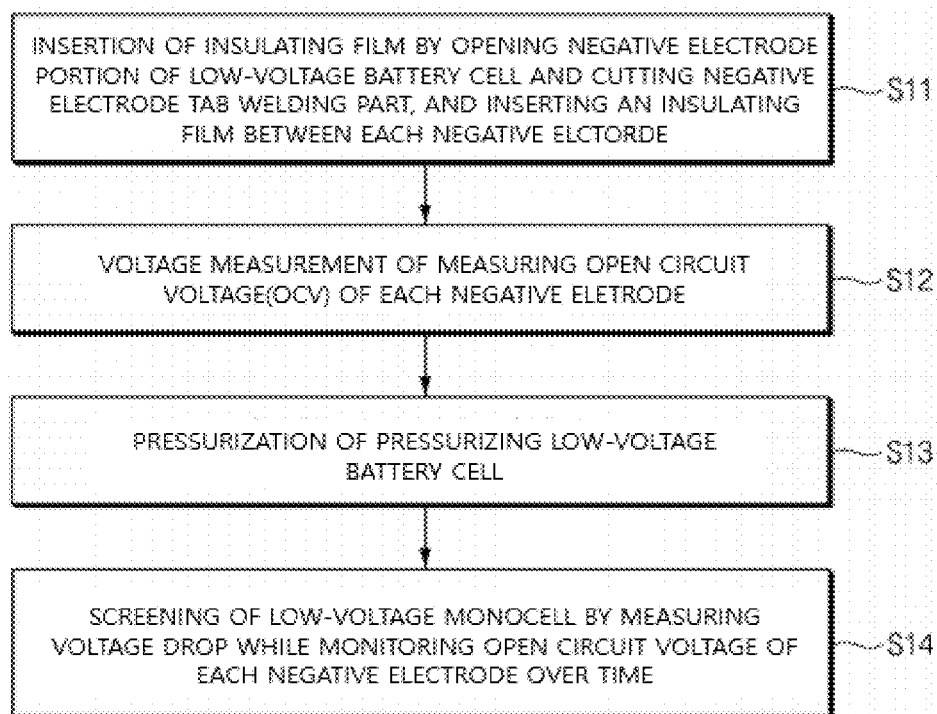 INSERTION OF INSULATING FILM BY OPENING NEGATIVE ELECTRODE
PORTION OF LOW-VOLTAGE BATTERY CELL AND CUTTING NEGATIVE
ELECTRODE TAB WELDING PART, AND INSERTING AN INSULATING
FILM BETWEEN EACH NEGATIVE ELCTORDE
S11
VOLTAGE MEASUREMENT OF MEASURING OPEN CIRCUIT
VOLTAGE(OCV) OF EACH NEGATIVE ELETRODE
S12
PRESSURIZATION OF PRESSURIZING LOW-VOLTAGE
BATTERY CELL
S13
SCREENING OF LOW-VOLTAGE MONOCELL BY MEASURING
VOLTAGE DROP WHILE MONITORING OPEN CIRCUIT VOLTAGE OF
EACH NEGATIVE ELECTRODE OVER TIME
S14